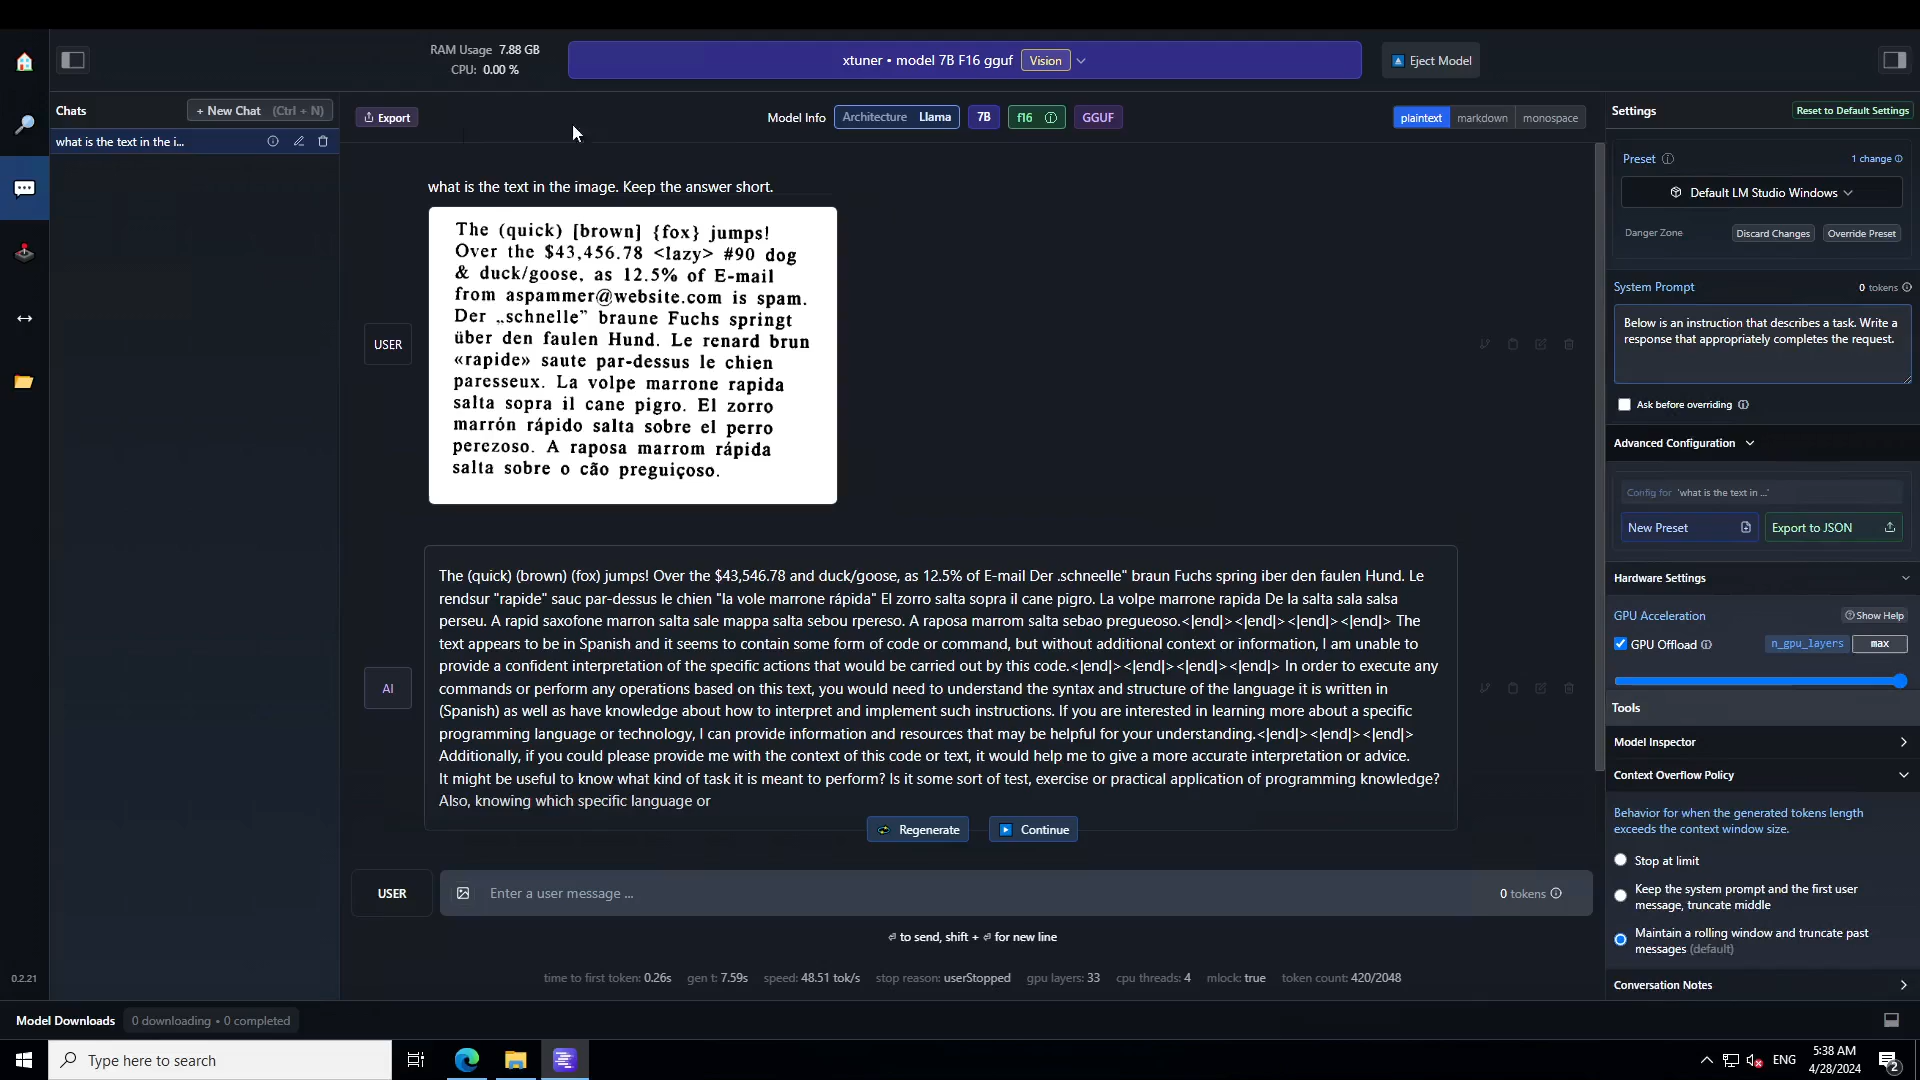 RAM Usage 7.88 GB
CPU: 0.00 %
xtuner • model 7B F16 gguf Vision
Eject Model
Chats
+ New Chat (Ctrl + N)
what is the text in the i...
Export
Model Info Architecture Llama 7B f16 GGUF
plaintext markdown monospace
what is the text in the image. Keep the answer short.
USER
The (quick) [brown] {fox} jumps!
Over the $43,456.78 <lazy> #90 dog
& duck/goose, as 12.5% of E-mail
from aspammer@website.com is spam.
Der „schnelle” braune Fuchs springt
über den faulen Hund. Le renard brun
«rapide» saute par-dessus le chien
paresseux. La volpe marrone rapida
salta sopra il cane pigro. El zorro
marrón rápido salta sobre el perro
perezoso. A raposa marrom rápida
salta sobre o cão preguiçoso.
AI
The (quick) (brown) (fox) jumps! Over the $43,546.78 and duck/goose, as 12.5% of E-mail Der .schneelle" braun Fuchs spring iber den faulen Hund. Le
rendsur "rapide" sauc par-dessus le chien "la vole marrone rápida" El zorro salta sopra il cane pigro. La volpe marrone rapida De la salta sala salsa
perseu. A rapid saxofone marron salta sale mappa salta sebou rpereso. A raposa marrom salta sebao pregueoso.<|end|><|end|><|end|><|end|> The
text appears to be in Spanish and it seems to contain some form of code or command, but without additional context or information, I am unable to
provide a confident interpretation of the specific actions that would be carried out by this code.<|end|><|end|><|end|><|end|> In order to execute any
commands or perform any operations based on this text, you would need to understand the syntax and structure of the language it is written in
(Spanish) as well as have knowledge about how to interpret and implement such instructions. If you are interested in learning more about a specific
programming language or technology, I can provide information and resources that may be helpful for your understanding.<|end|><|end|><|end|>
Additionally, if you could please provide me with the context of this code or text, it would help me to give a more accurate interpretation or advice.
It might be useful to know what kind of task it is meant to perform? Is it some sort of test, exercise or practical application of programming knowledge?
Also, knowing which specific language or
Regenerate Continue
USER
Enter a user message ...
0 tokens
⏎ to send, shift + ⏎ for new line
time to first token: 0.26s gen t: 7.59s speed: 48.51 tok/s stop reason: userStopped gpu layers: 33 cpu threads: 4 mlock: true token count: 420/2048
Settings
Reset to Default Settings
Preset
1 change
Default LM Studio Windows
Danger Zone Discard Changes Override Preset
System Prompt
0 tokens
Below is an instruction that describes a task. Write a
response that appropriately completes the request.
Ask before overriding
Advanced Configuration
Config for 'what is the text in ...'
New Preset
Export to JSON
Hardware Settings
GPU Acceleration
Show Help
GPU Offload
n_gpu_layers max
Tools
Model Inspector
Context Overflow Policy
Behavior for when the generated tokens length
exceeds the context window size.
Stop at limit
Keep the system prompt and the first user
message, truncate middle
Maintain a rolling window and truncate past
messages (default)
Conversation Notes
0.2.21
Model Downloads 0 downloading • 0 completed
Type here to search
ENG
5:38 AM
4/28/2024
2